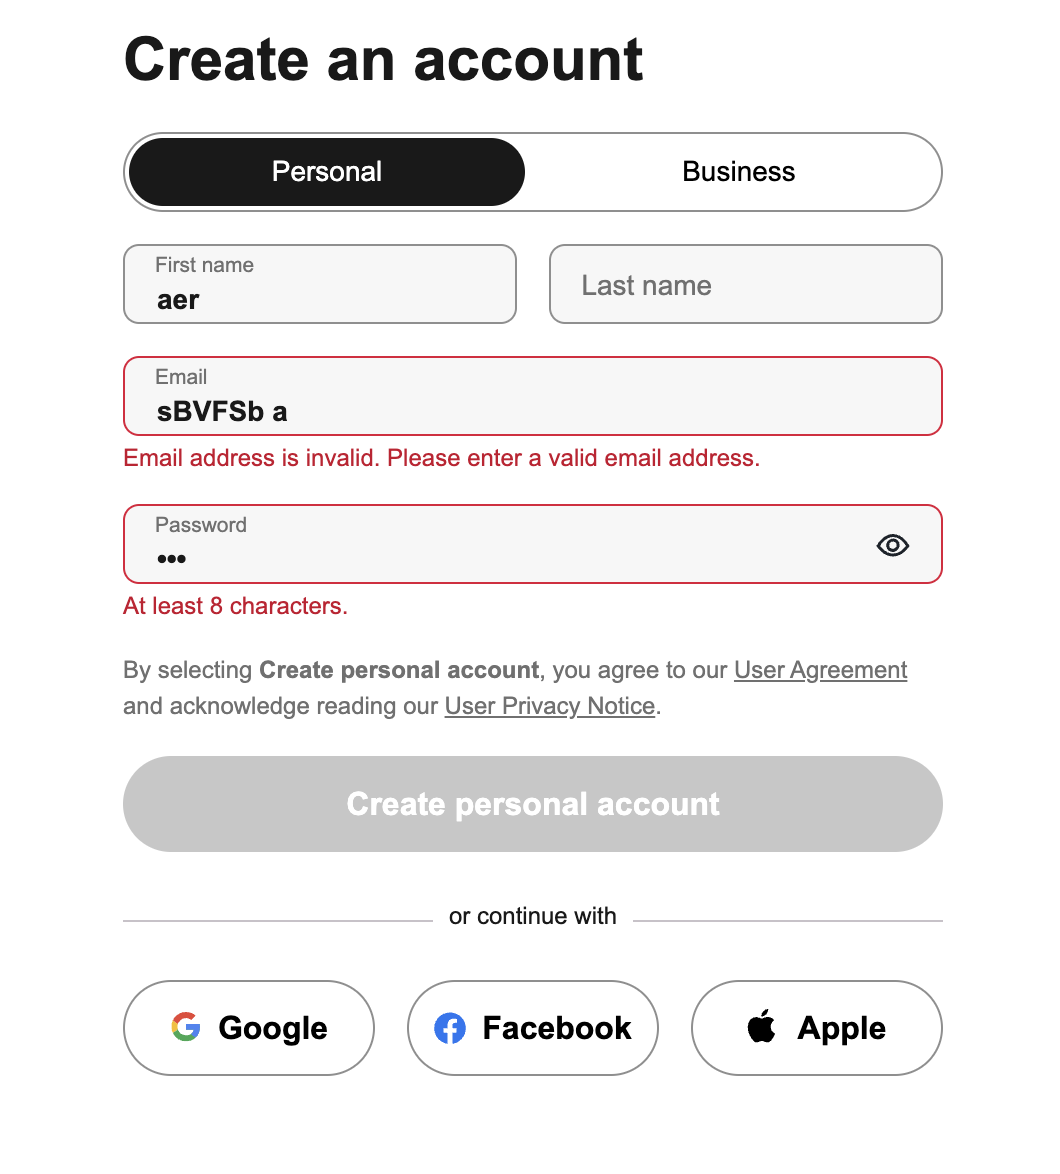 Create an account
Personal
Business
First name
aer
Last name
Email
sBVFSb a
Email address is invalid. Please enter a valid email address.
Password
•••
At least 8 characters.
By selecting Create personal account, you agree to our User Agreement
and acknowledge reading our User Privacy Notice.
Create personal account
or continue with
Google
Facebook
Apple